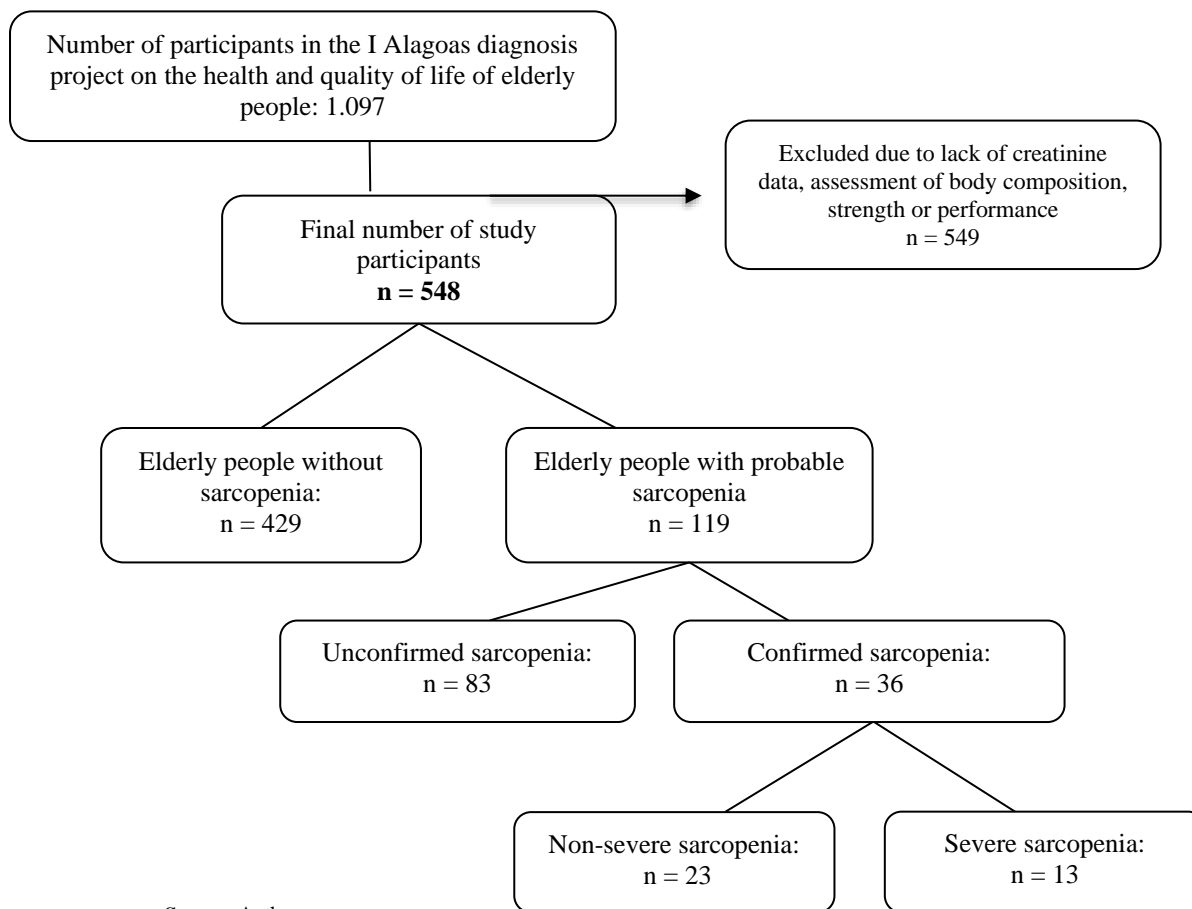 Number of participants in the I Alagoas diagnosis
project on the health and quality of life of elderly
people: 1.097
Excluded due to lack of creatinine
data, assessment of body composition,
strength or performance
n = 549
Final number of study
participants
n = 548
Elderly people without
sarcopenia:
n = 429
Elderly people with probable
sarcopenia
n = 119
Unconfirmed sarcopenia:
n = 83
Confirmed sarcopenia:
n = 36
Non-severe sarcopenia:
n = 23
Severe sarcopenia:
n = 13